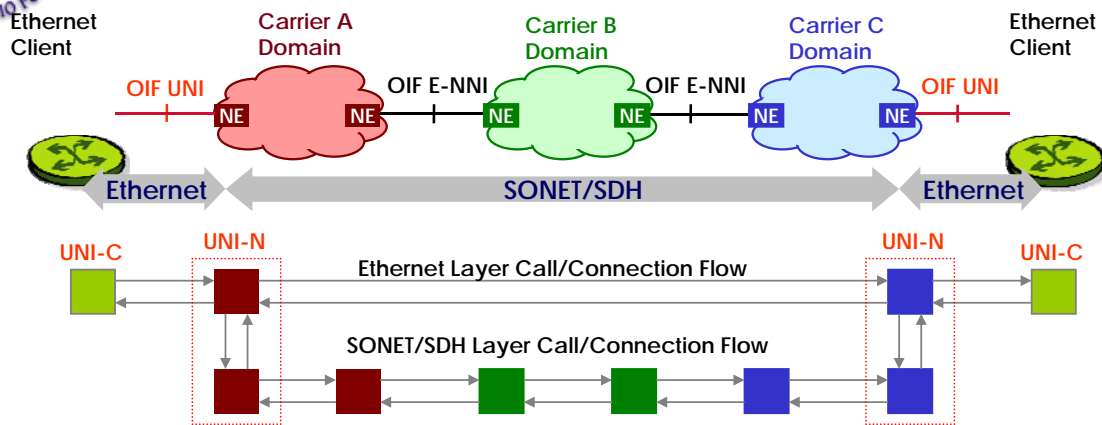 Ethernet
Client
Carrier A
Domain
Carrier B
Domain
Carrier C
Domain
Ethernet
Client
OIF UNI
OIF E-NNI
OIF E-NNI
OIF UNI
NE
NE
NE
NE
NE
NE
Ethernet
SONET/SDH
Ethernet
UNI-C
UNI-N
UNI-N
UNI-C
Ethernet Layer Call/Connection Flow
SONET/SDH Layer Call/Connection Flow